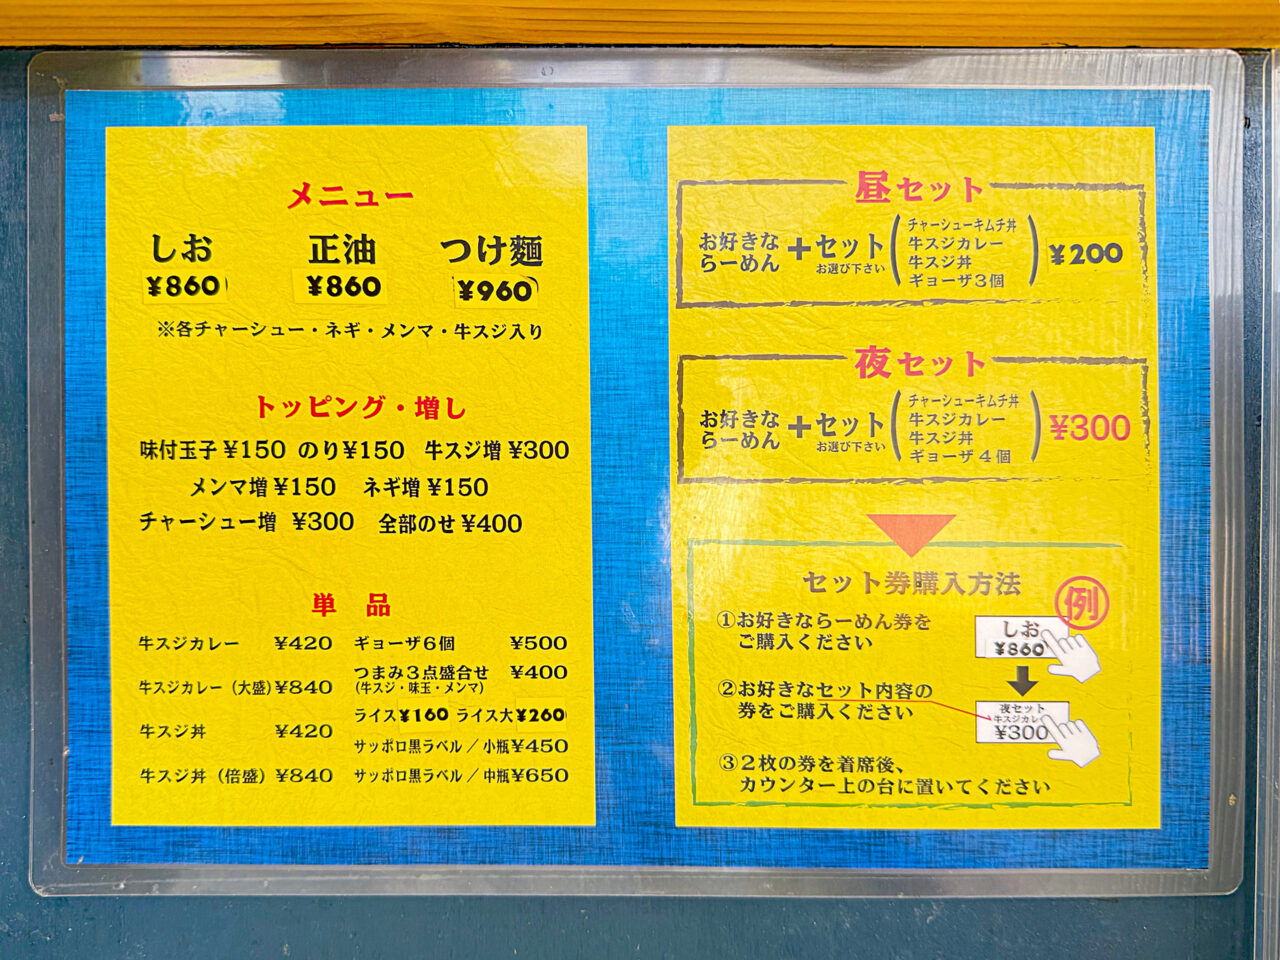 メニュー
しお 正油 つけ麺
¥860 ¥860 ¥960
※各チャーシュー・ネギ・メンマ・牛スジ入り
トッピング・増し
味付玉子 ¥150 のり¥150 牛スジ増 ¥300
メンマ増 ¥150 ネギ増 ¥150
チャーシュー増 ¥300 全部のせ ¥400
単品
牛スジカレー ¥420
牛スジカレー（大盛）¥840
牛スジ丼 ¥420
牛スジ丼（倍盛）¥840
ギョーザ6個 ¥500
つまみ3点盛合せ ¥400
(牛スジ・味玉・メンマ)
ライス¥160 ライス大¥260
サッポロ黒ラベル／小瓶¥450
サッポロ黒ラベル／中瓶¥650
昼セット
お好きな
らーめん
+セット
お選び下さい
チャーシューキムチ丼
牛スジカレー
牛スジ丼
ギョーザ3個
¥200
夜セット
お好きな
らーめん
+セット
お選び下さい
チャーシューキムチ丼
牛スジカレー
牛スジ丼
ギョーザ4個
¥300
セット券購入方法
例
①お好きならーめん券を
ご購入ください
しお
¥860
②お好きなセット内容の
券をご購入ください
夜セット
牛スジカレー
¥300
③2枚の券を着席後、
カウンター上の台に置いてください